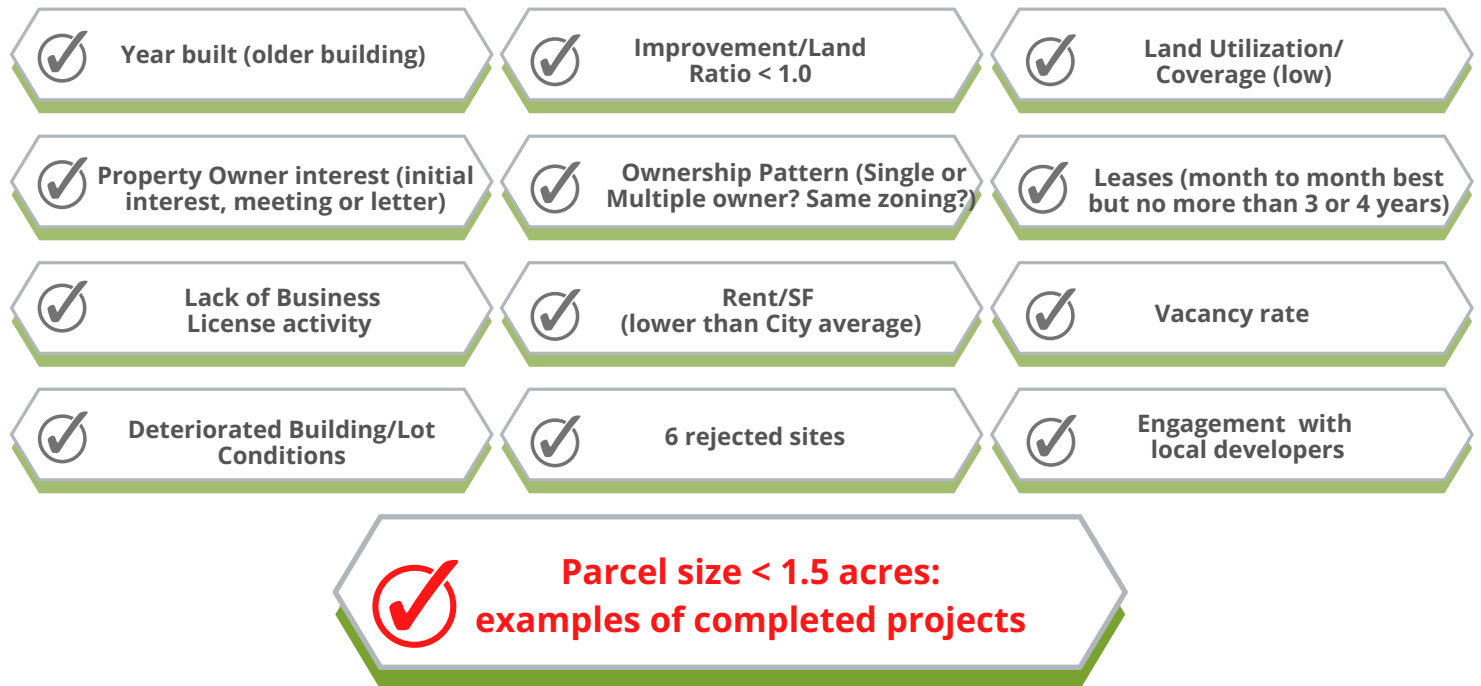 Year built (older building)
Improvement/Land
Ratio < 1.0
Land Utilization/
Coverage (low)
Property Owner interest (initial
interest, meeting or letter)
Ownership Pattern (Single or
Multiple owner? Same zoning?)
Leases (month to month best
but no more than 3 or 4 years)
Lack of Business
License activity
Rent/SF
(lower than City average)
Vacancy rate
Deteriorated Building/Lot
Conditions
6 rejected sites
Engagement with
local developers
Parcel size < 1.5 acres:
examples of completed projects